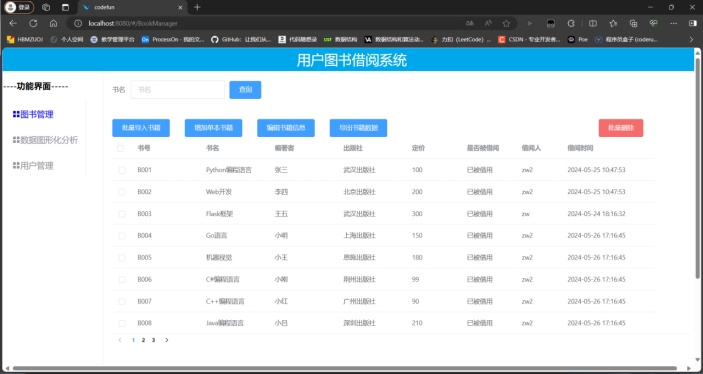 登录 codefun
localhost:8080/#/BookManager
HBMZUOJ 个人空间 教学管理平台 ProcessOn - 我的文... GitHub: 让我们从... 代码随想录 数据结构 数据结构和算法动... 力扣 (LeetCode) ... CSDN - 专业开发者... Poe 程序员盒子 (coderu...
用户图书借阅系统
----功能界面-----
图书管理
数据图形化分析
用户管理
书名 书名 查询
批量导入书籍 增加单本书籍 编辑书籍信息 导出书籍数据 批量删除
书号 书名 编著者 出版社 定价 是否被借阅 借阅人 借阅时间
B001 Python编程语言 张三 武汉出版社 100 已被借用 zw2 2024-05-25 10:47:53
B002 Web开发 李四 北京出版社 200 已被借用 zw2 2024-05-25 10:47:53
B003 Flask框架 王五 武汉出版社 300 已被借用 zw 2024-05-24 18:16:32
B004 Go语言 小明 上海出版社 150 已被借用 zw2 2024-05-26 17:16:45
B005 机器视觉 小王 恩施出版社 180 已被借用 zw2 2024-05-26 17:16:45
B006 C#编程语言 小刚 荆州出版社 99 已被借用 zw2 2024-05-26 17:16:45
B007 C++编程语言 小红 广州出版社 90 已被借用 zw2 2024-05-26 17:16:45
B008 Java编程语言 小吕 深圳出版社 210 已被借用 zw2 2024-05-26 17:16:45
1 2 3